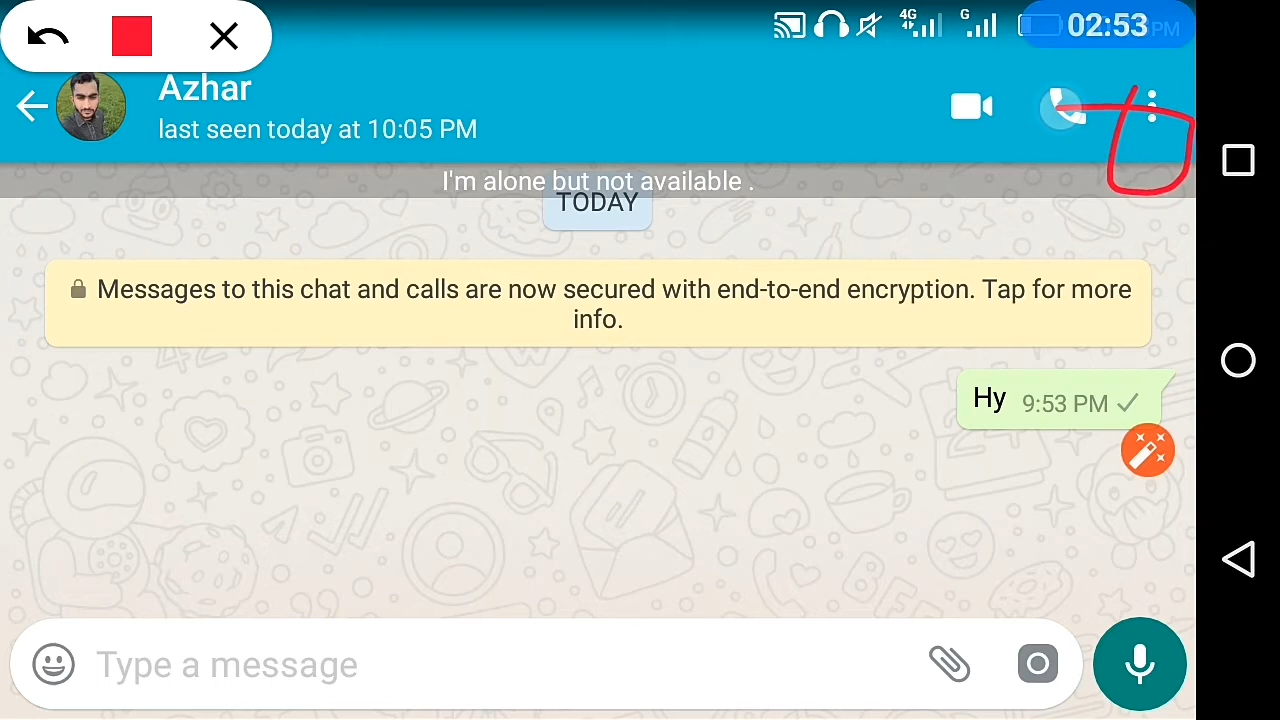 4G
G
02:53
PM
Azhar
last seen today at 10:05 PM
I'm alone but not available .
TODAY
Messages to this chat and calls are now secured with end-to-end encryption. Tap for more
info.
Hy 9:53 PM
Type a message